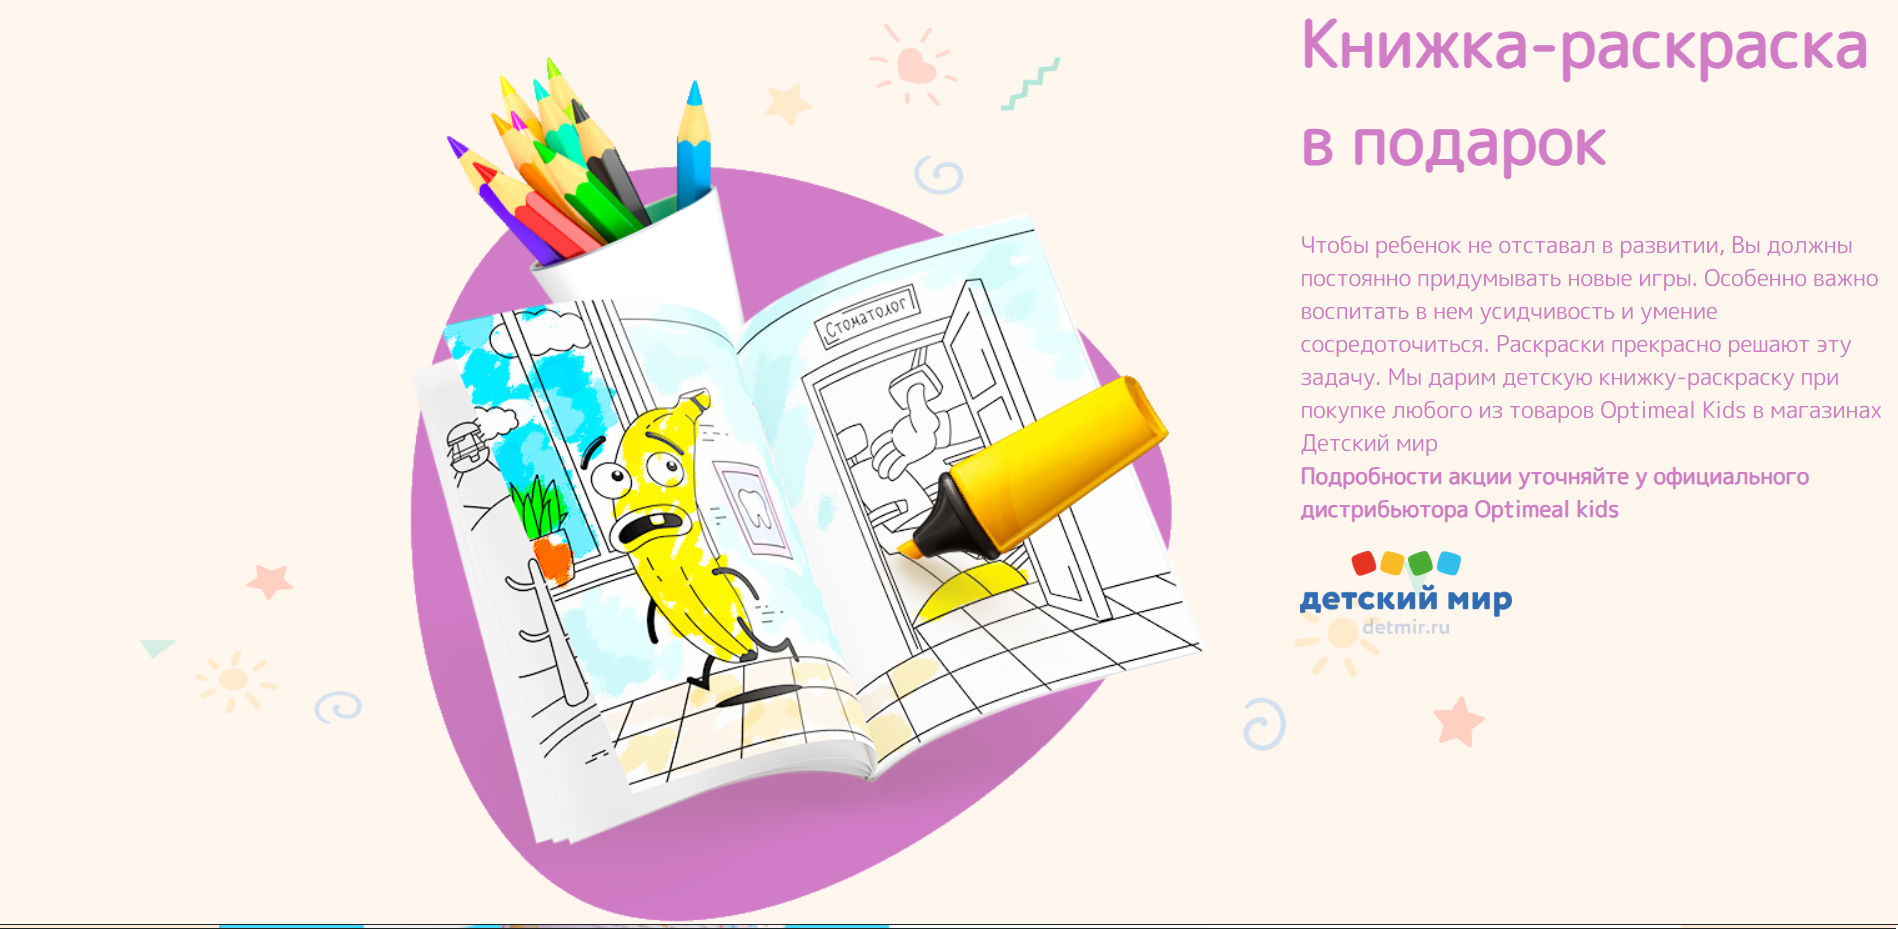 Книжка-раскраска
в подарок
Чтобы ребенок не отставал в развитии, Вы должны
постоянно придумывать новые игры. Особенно важно
воспитать в нем усидчивость и умение
сосредоточиться. Раскраски прекрасно решают эту
задачу. Мы дарим детскую книжку-раскраску при
покупке любого из товаров Optimeal Kids в магазинах
Детский мир
Подробности акции уточняйте у официального
дистрибьютора Optimeal kids
детский мир
detmir.ru
Стоматолог